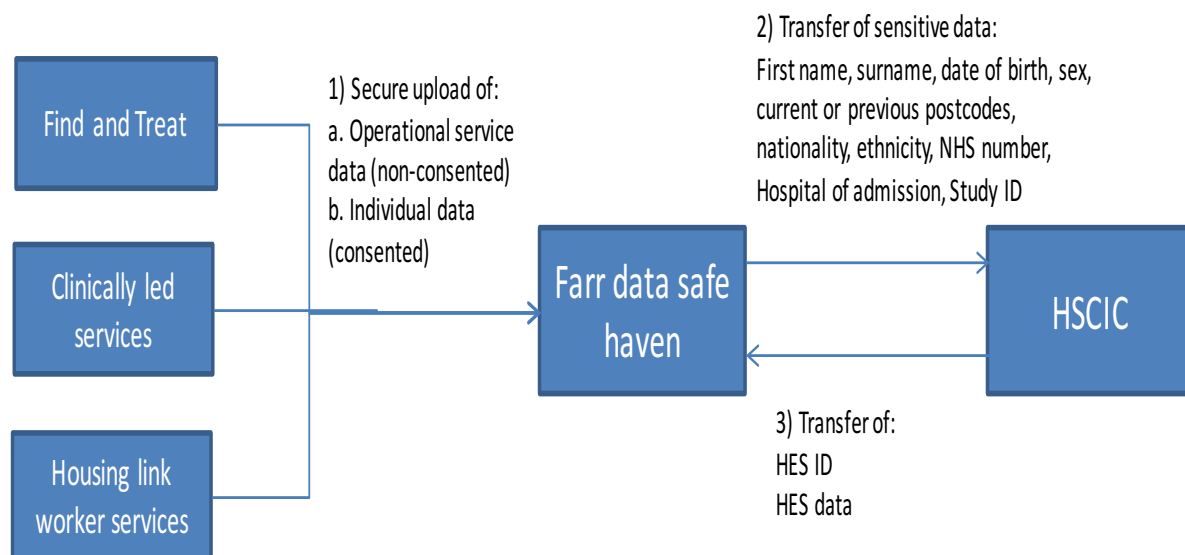 Find and Treat
Clinically led
services
Housing link
worker services
1) Secure upload of:
a. Operational service
data (non-consented)
b. Individual data
(consented)
Farr data safe
haven
2) Transfer of sensitive data:
First name, surname, date of birth, sex,
current or previous postcodes,
nationality, ethnicity, NHS number,
Hospital of admission, Study ID
HSCIC
3) Transfer of:
HES ID
HES data